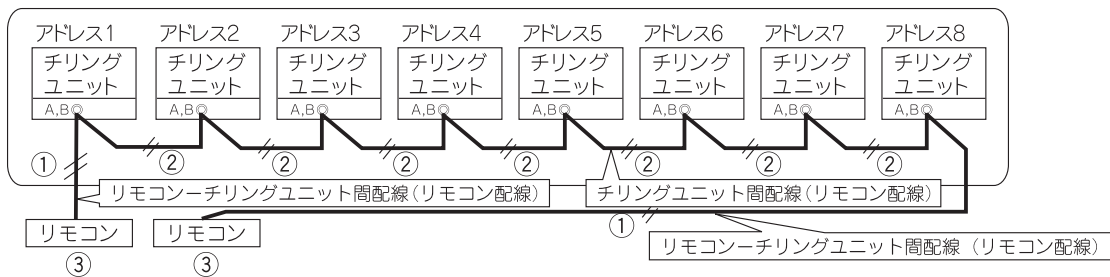 アドレス1 アドレス2 アドレス3 アドレス4 アドレス5 アドレス6 アドレス7 アドレス8
チリング チリング チリング チリング チリング チリング チリング チリング
ユニット ユニット ユニット ユニット ユニット ユニット ユニット ユニット
A,B◎ A,B◎ A,B◎ A,B◎ A,B◎ A,B◎ A,B◎ A,B◎
① ② ② ② ② ② ② ②
リモコンーチリングユニット間配線(リモコン配線) チリングユニット間配線(リモコン配線)
リモコン リモコン ①
リモコンーチリングユニット間配線(リモコン配線)
③ ③